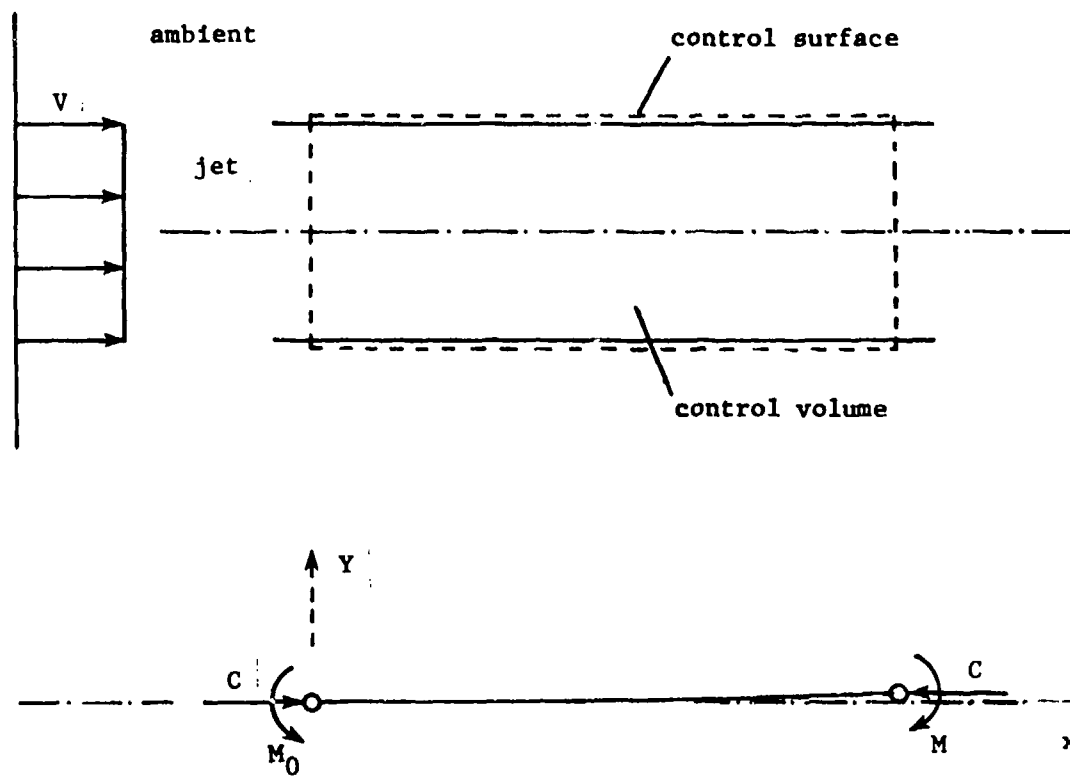 ambient
control surface
V
jet
control volume
Y
C
C
M0
M
x